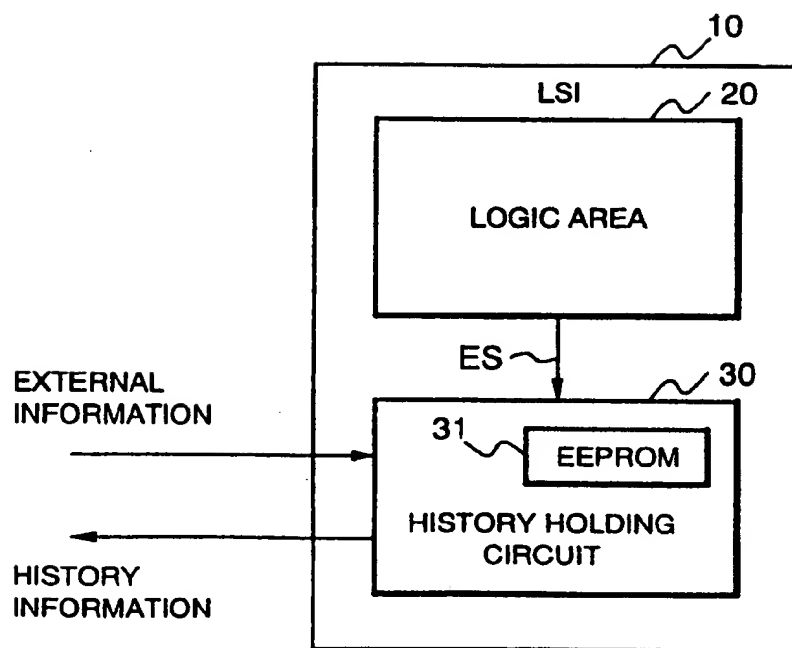 10
LSI
20
LOGIC AREA
ES
EXTERNAL
INFORMATION
30
31
EEPROM
HISTORY HOLDING
CIRCUIT
HISTORY
INFORMATION